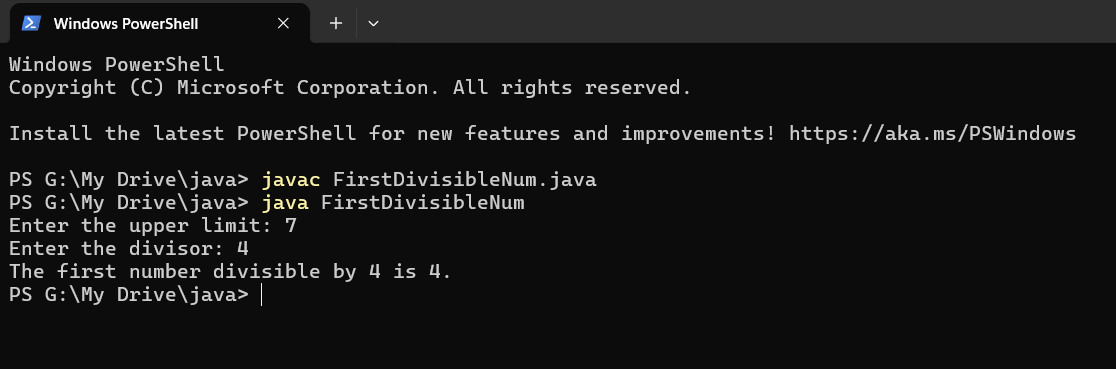 Windows PowerShell
Windows PowerShell
Copyright (C) Microsoft Corporation. All rights reserved.
Install the latest PowerShell for new features and improvements! https://aka.ms/PSWindows
PS G:\My Drive\java> javac FirstDivisibleNum.java
PS G:\My Drive\java> java FirstDivisibleNum
Enter the upper limit: 7
Enter the divisor: 4
The first number divisible by 4 is 4.
PS G:\My Drive\java>